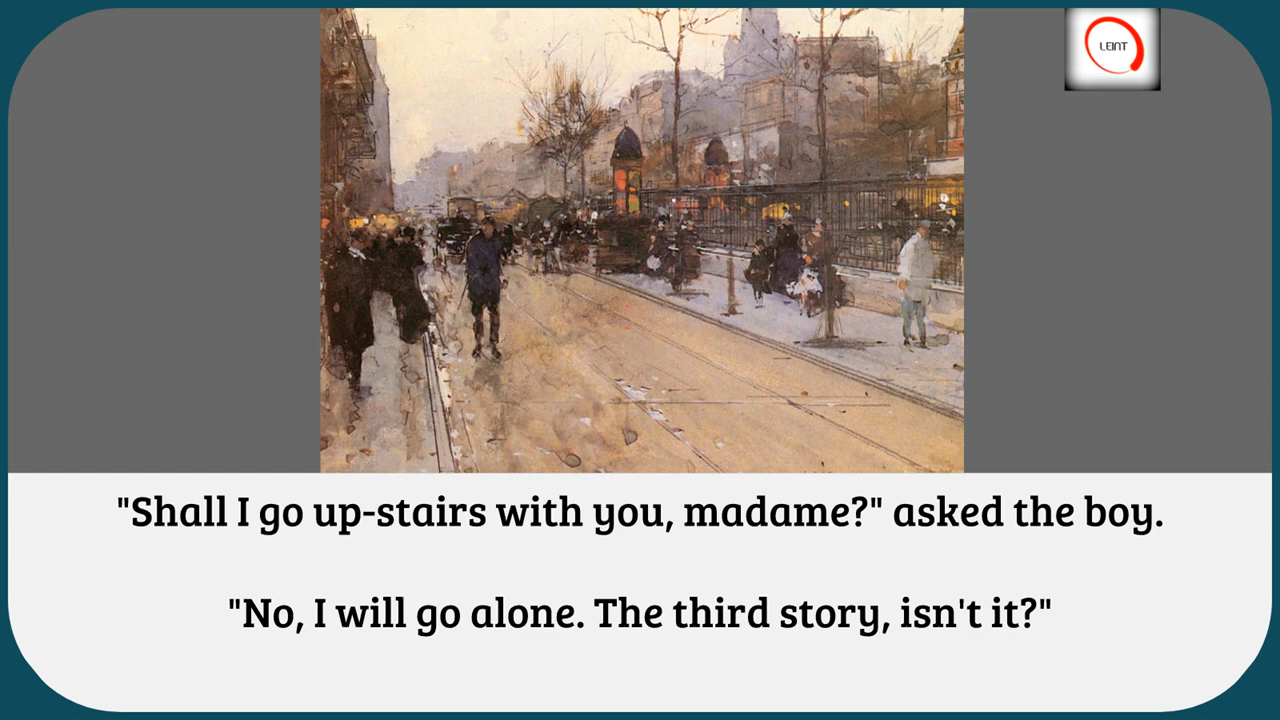 LEINT
"Shall I go up-stairs with you, madame?" asked the boy.
"No, I will go alone. The third story, isn't it?"